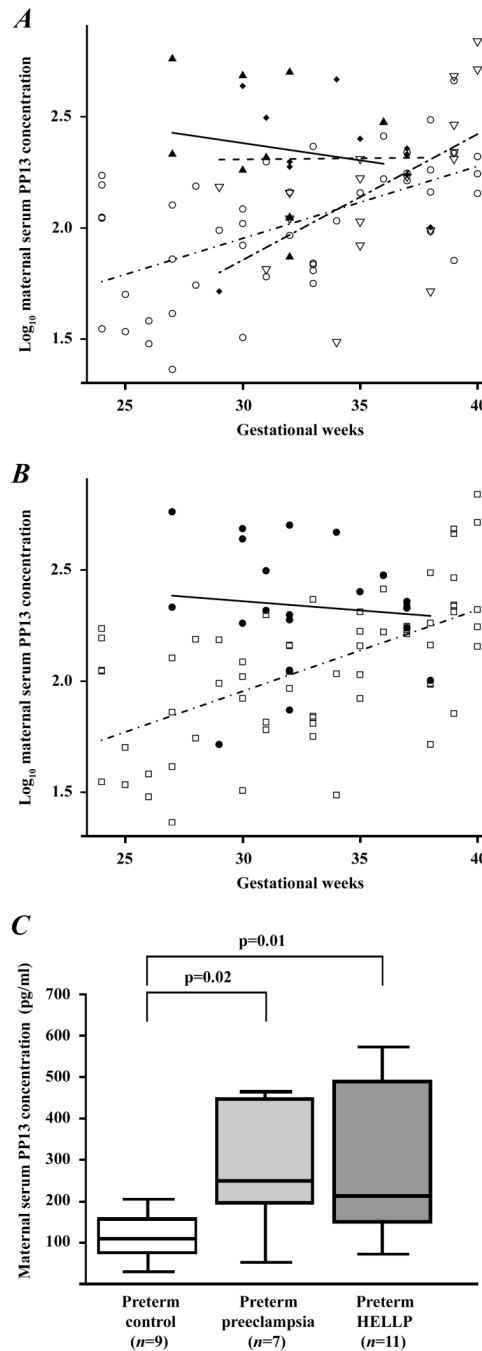 A
Log10 maternal serum PP13 concentration
2.5
2.0
1.5
25
30
35
40
Gestational weeks
B
Log10 maternal serum PP13 concentration
2.5
2.0
1.5
25
30
35
40
Gestational weeks
C
p=0.01
p=0.02
Maternal serum PP13 concentration (pg/ml)
700
600
500
400
300
200
100
Preterm control (n=9)
Preterm preeclampsia (n=7)
Preterm HELLP (n=11)